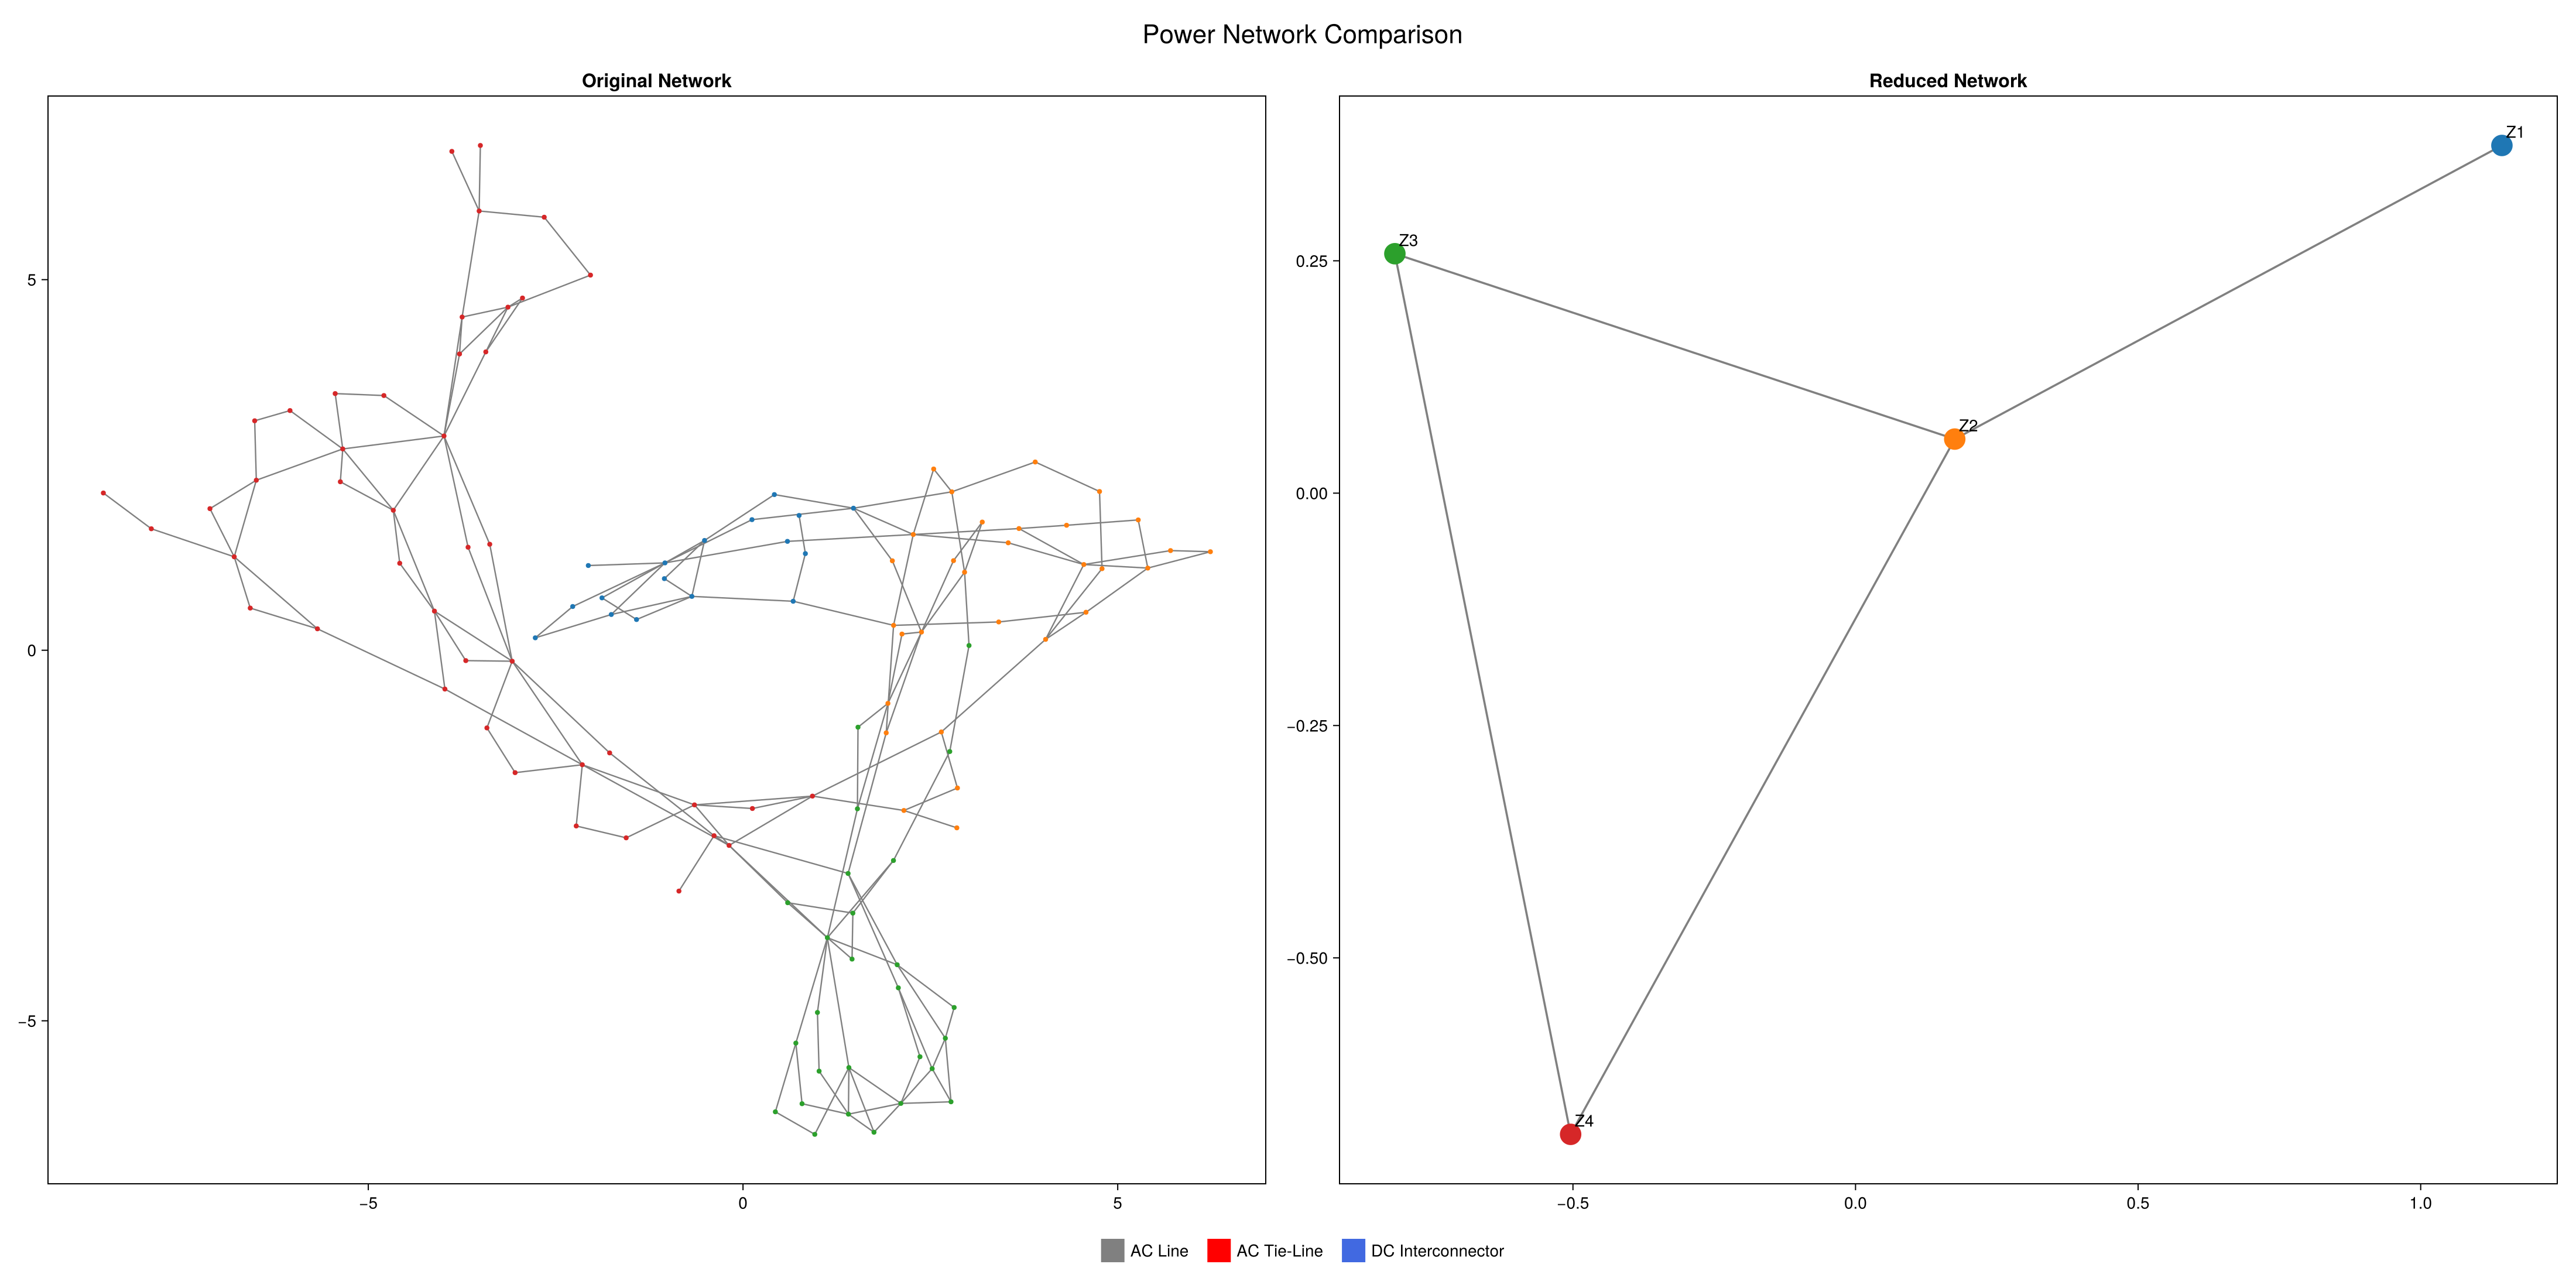 Power Network Comparison
Original Network
Reduced Network
5
0
−5
−5
0
5
0.25
0.00
−0.25
−0.50
−0.5
0.0
0.5
1.0
Z1
Z3
Z2
Z4
AC Line
AC Tie-Line
DC Interconnector